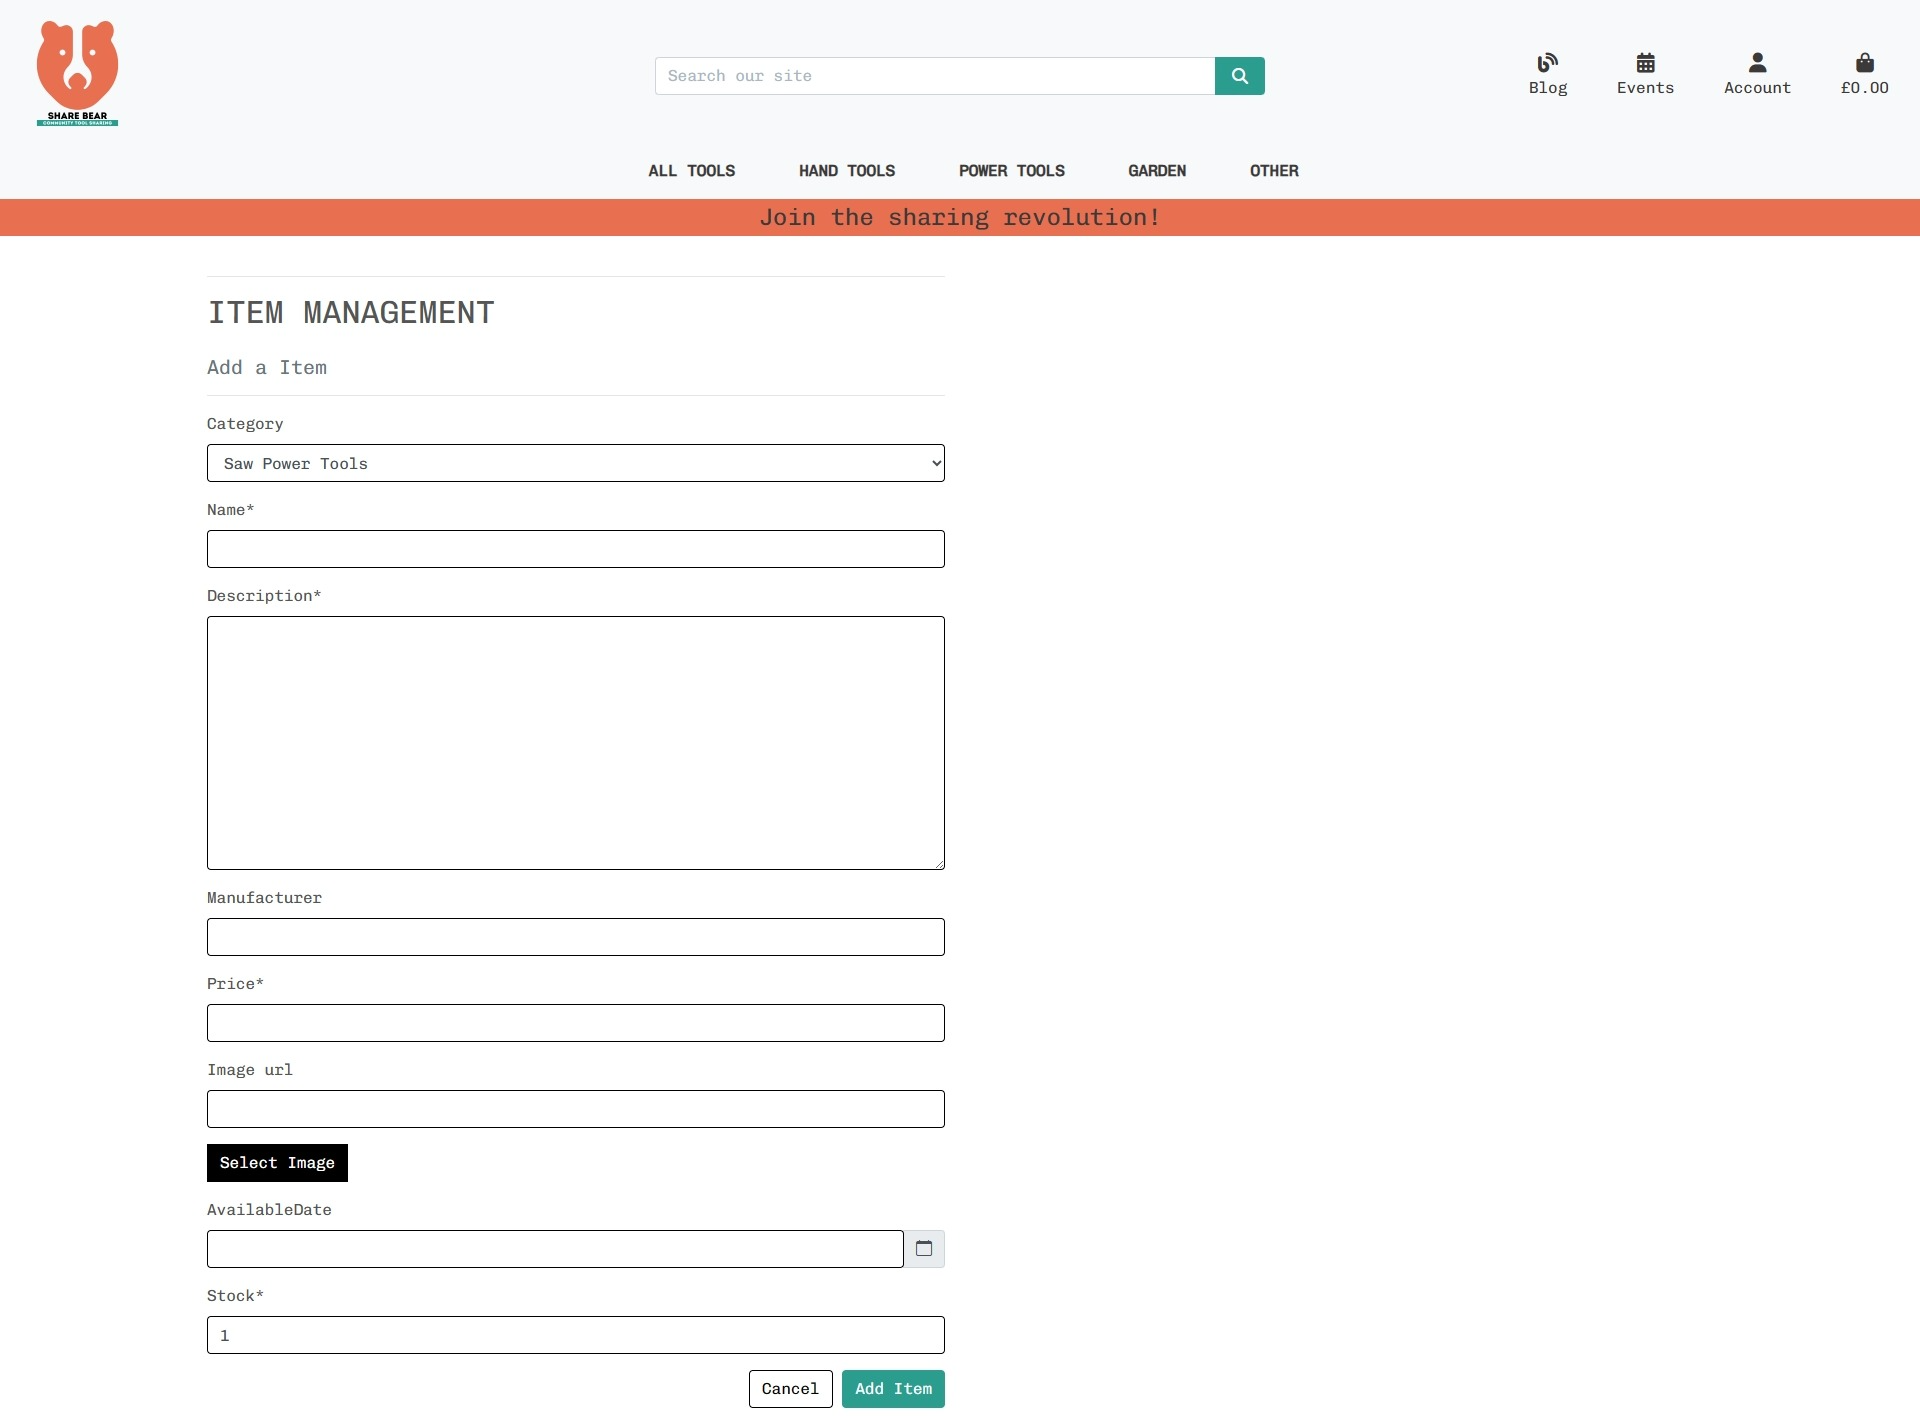 SHARE BEAR
COMMUNITY TOOL SHARING
Search our site
Blog
Events
Account
£0.00
ALL TOOLS
HAND TOOLS
POWER TOOLS
GARDEN
OTHER
Join the sharing revolution!
ITEM MANAGEMENT
Add a Item
Category
Saw Power Tools
Name*
Description*
Manufacturer
Price*
Image url
Select Image
AvailableDate
Stock*
1
Cancel
Add Item